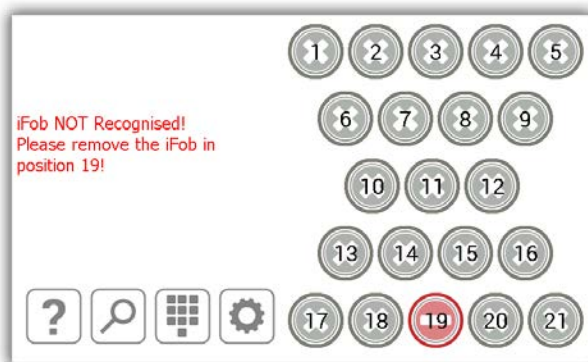 1 2 3 4 5
iFob NOT Recognised!
Please remove the iFob in
position 19!
6 7 8 9
10 11 12
13 14 15 16
?
17 18 19 20 21